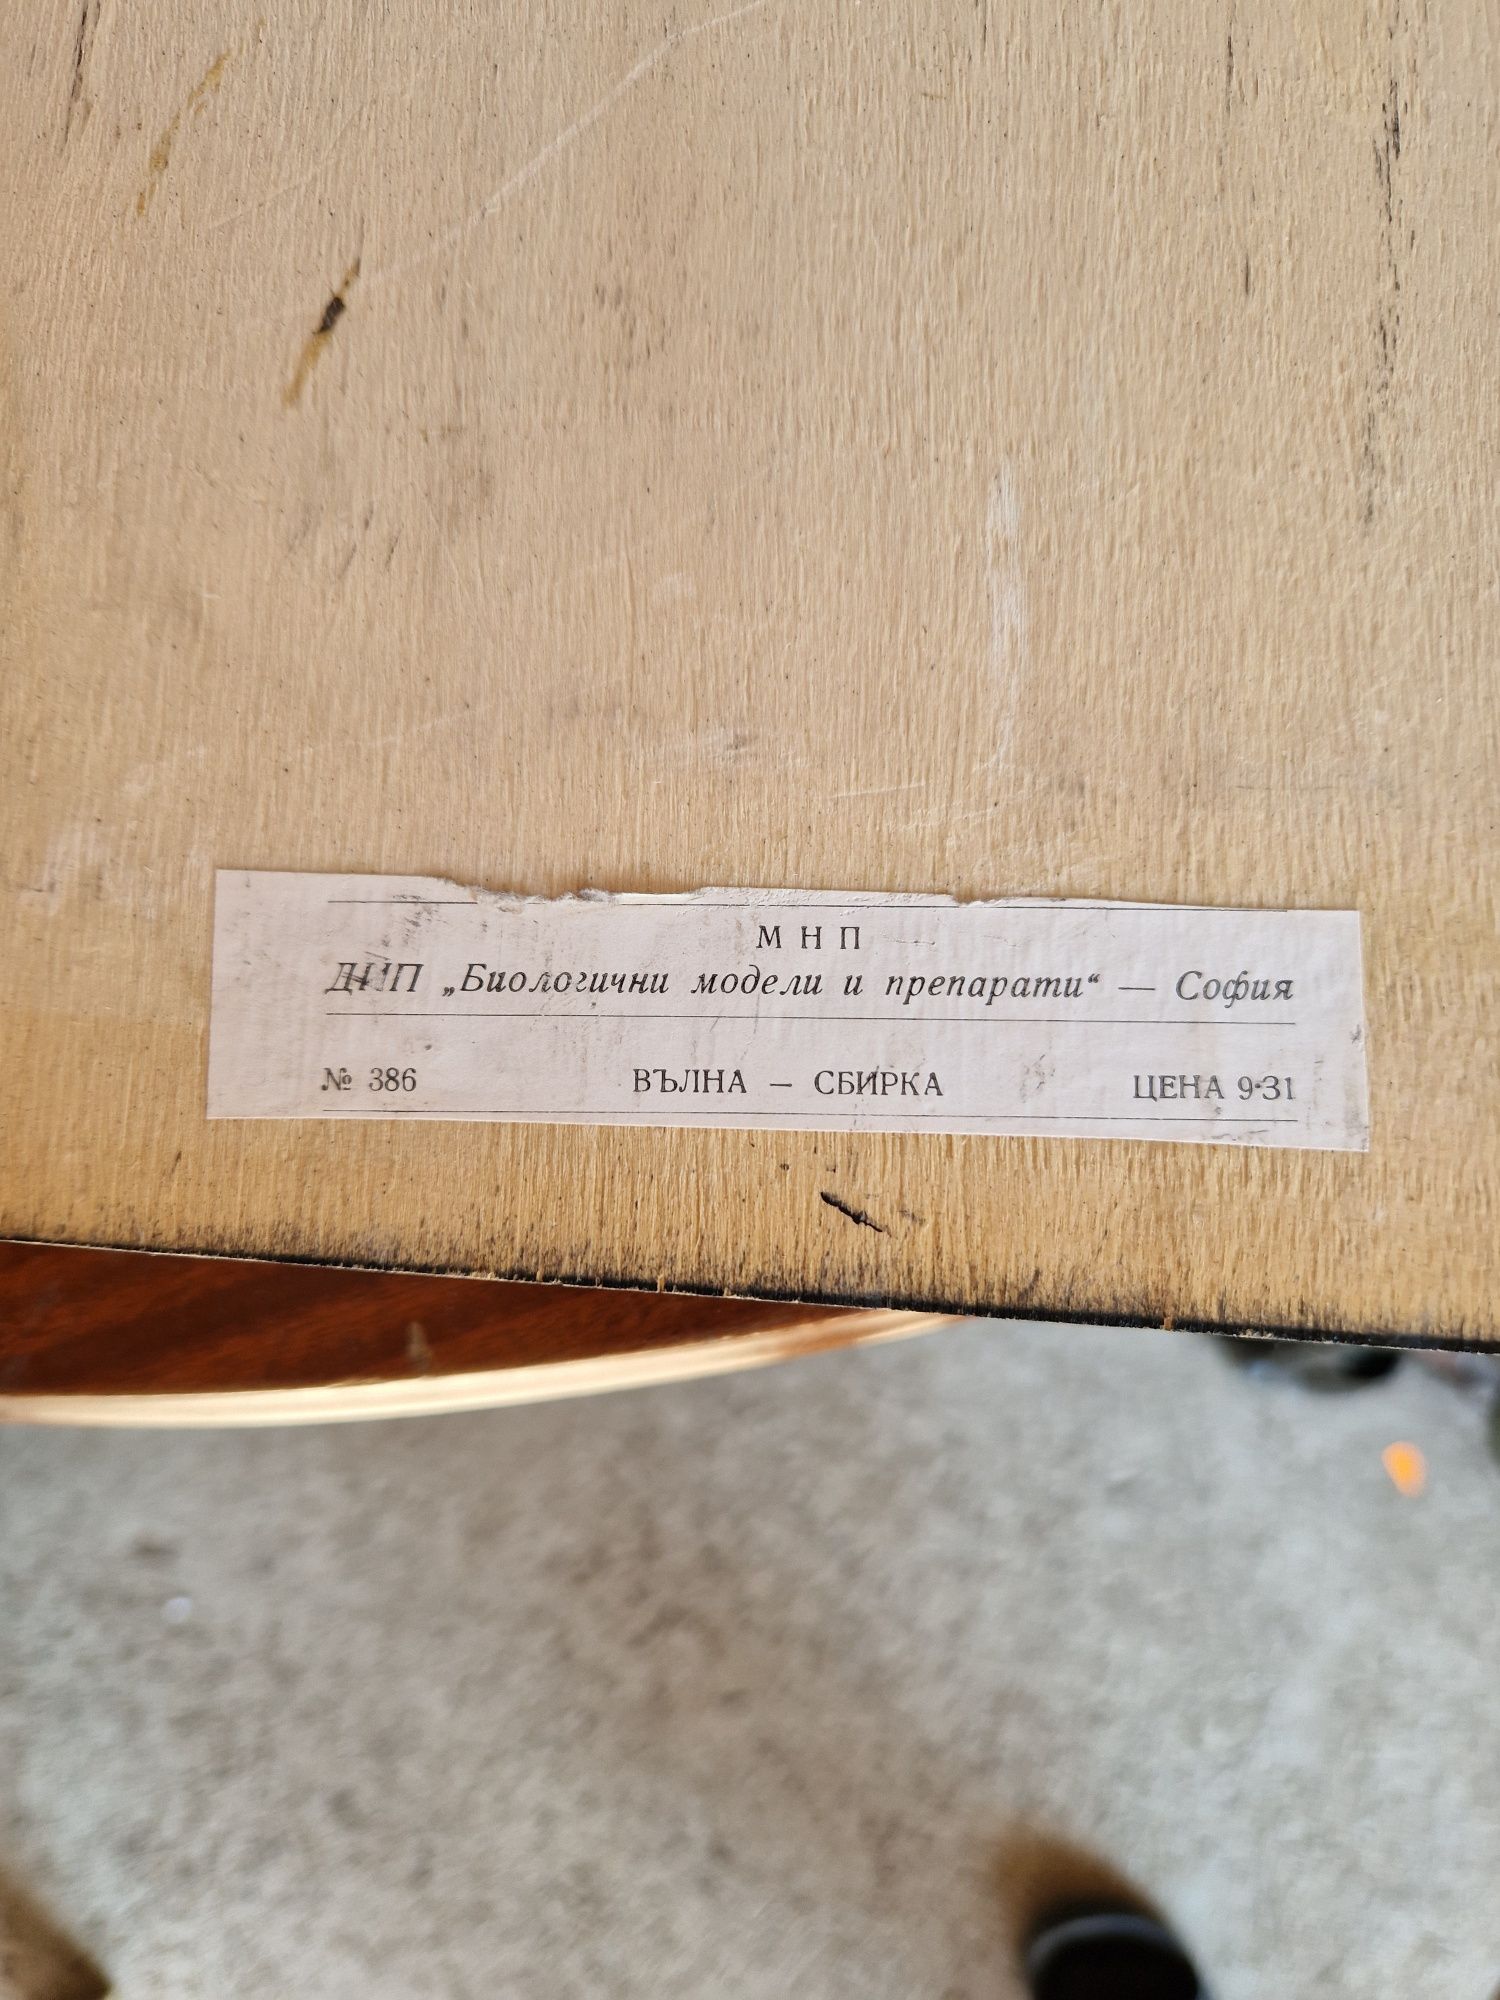 МНП
ДНП „Биологични модели и препарати“ — София
№ 386 ВЪЛНА — СБИРКА ЦЕНА 9·31